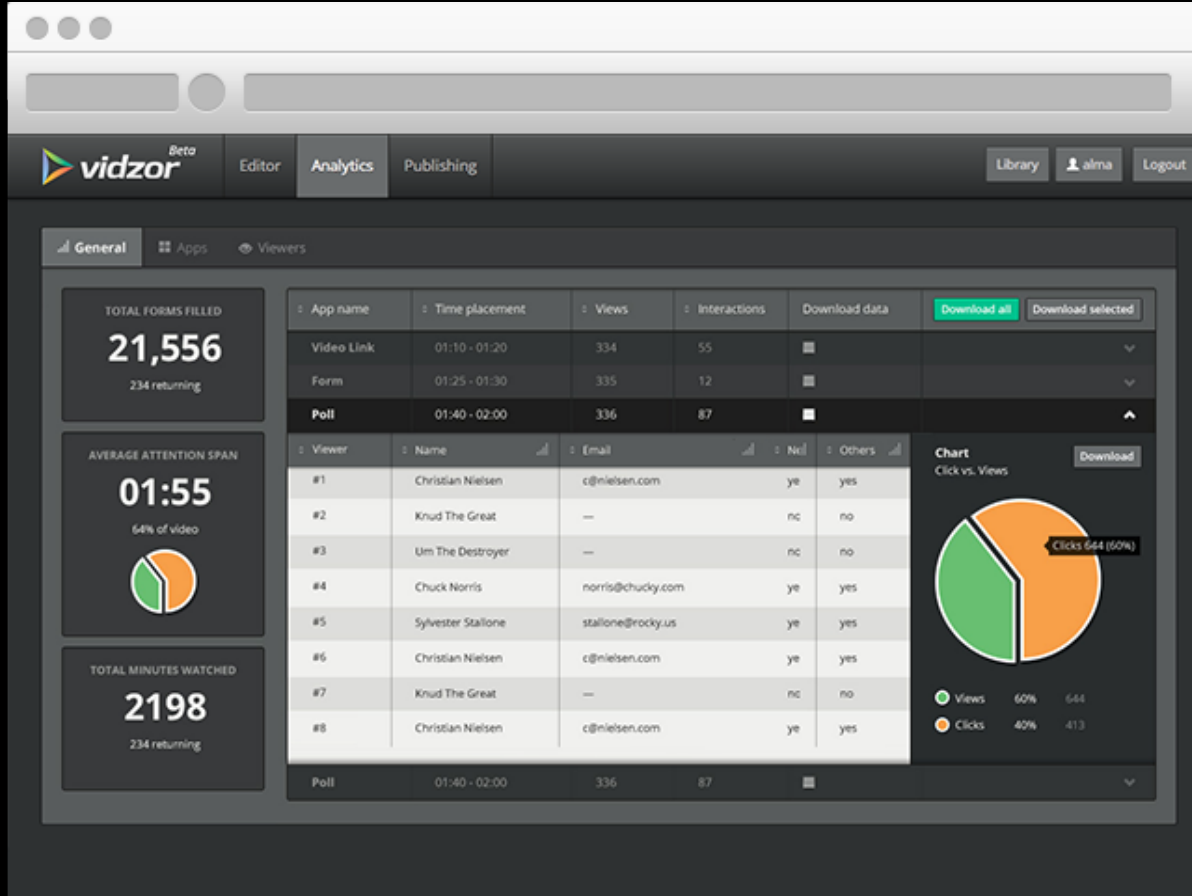 vidzor Beta Editor Analytics Publishing Library alma Logout
General Apps Viewers
TOTAL FORMS FILLED
21,556
234 returning
AVERAGE ATTENTION SPAN
01:55
64% of video
TOTAL MINUTES WATCHED
2198
234 returning
App name Time placement Views Interactions Download data Download all Download selected
Video Link 01:10 - 01:20 334 55
Form 01:25 - 01:30 335 12
Poll 01:40 - 02:00 336 87
Viewer Name Email Others
#1 Christian Nielsen c@nielsen.com ye yes
#2 Knud The Great — no
#3 Um The Destroyer — no
#4 Chuck Norris norris@chucky.com ye yes
#5 Sylvester Stallone stallone@rocky.us ye yes
#6 Christian Nielsen c@nielsen.com ye yes
#7 Knud The Great — no
#8 Christian Nielsen c@nielsen.com ye yes
Chart Download
Click vs. Views
Clicks 644 (60%)
Views 60% 644
Clicks 40% 413
Poll 01:40 - 02:00 336 87